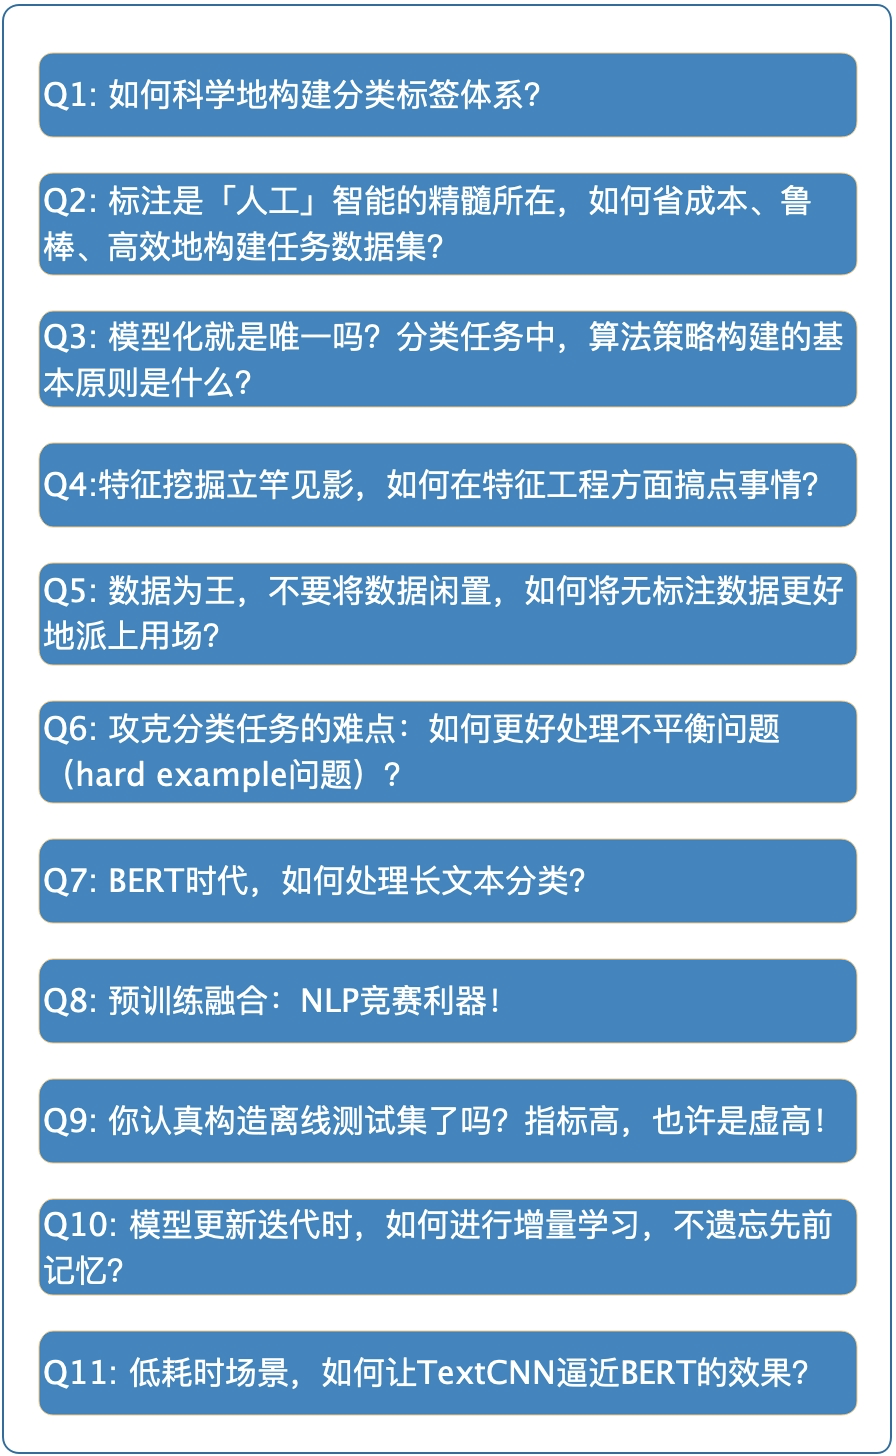 Q1: 如何科学地构建分类标签体系？
Q2: 标注是「人工」智能的精髓所在，如何省成本、鲁
棒、高效地构建任务数据集？
Q3: 模型化就是唯一吗？分类任务中，算法策略构建的基
本原则是什么？
Q4:特征挖掘立竿见影，如何在特征工程方面搞点事情？
Q5: 数据为王，不要将数据闲置，如何将无标注数据更好
地派上用场？
Q6: 攻克分类任务的难点：如何更好处理不平衡问题
（hard example问题）？
Q7: BERT时代，如何处理长文本分类？
Q8: 预训练融合：NLP竞赛利器！
Q9: 你认真构造离线测试集了吗？指标高，也许是虚高！
Q10: 模型更新迭代时，如何进行增量学习，不遗忘先前
记忆？
Q11: 低耗时场景，如何让TextCNN逼近BERT的效果？